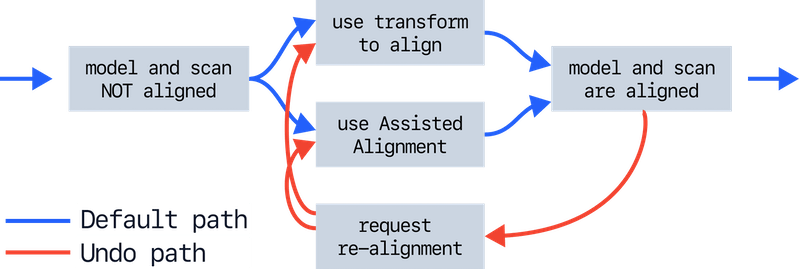 model and scan
NOT aligned
use transform
to align
use Assisted
Alignment
model and scan
are aligned
request
re-alignment
Default path
Undo path